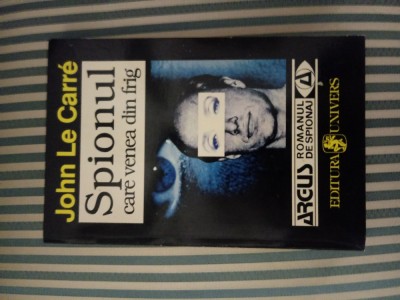 John Le Carré
Spionul
care venea din frig
ARGUS
ROMANUL
DE SPIONAJ
EDITURA UNIVERS